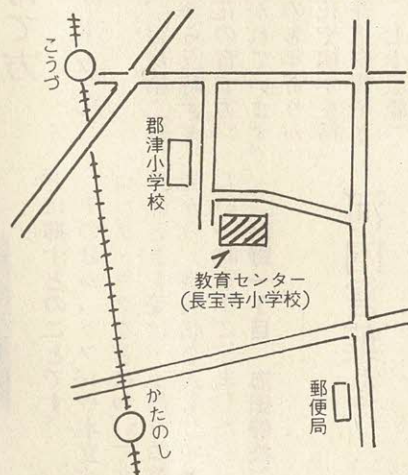 こうづ
郡津小学校
教育センター
(長宝寺小学校)
かたのし
郵便局